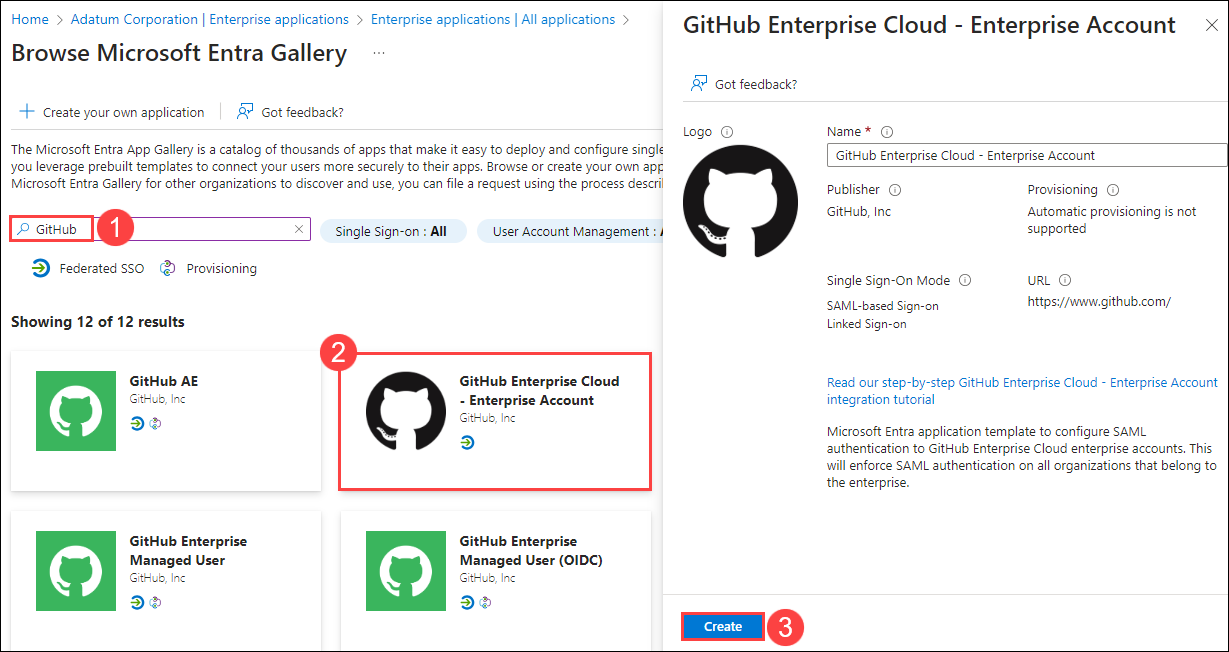 Home > Adatum Corporation | Enterprise applications > Enterprise applications | All applications >
Browse Microsoft Entra Gallery ...
+ Create your own application
Got feedback?
The Microsoft Entra App Gallery is a catalog of thousands of apps that make it easy to deploy and configure single
you leverage prebuilt templates to connect your users more securely to their apps. Browse or create your own app
Microsoft Entra Gallery for other organizations to discover and use, you can file a request using the process descri
GitHub
1
Single Sign-on : All
User Account Management :
Federated SSO
Provisioning
Showing 12 of 12 results
GitHub AE
GitHub, Inc
2
GitHub Enterprise Cloud
- Enterprise Account
GitHub, Inc
GitHub Enterprise
Managed User
GitHub, Inc
GitHub Enterprise
Managed User (OIDC)
GitHub, Inc
GitHub Enterprise Cloud - Enterprise Account
Got feedback?
Logo
Name *
GitHub Enterprise Cloud - Enterprise Account
Publisher
GitHub, Inc
Provisioning
Automatic provisioning is not
supported
Single Sign-On Mode
SAML-based Sign-on
Linked Sign-on
URL
https://www.github.com/
Read our step-by-step GitHub Enterprise Cloud - Enterprise Account
integration tutorial
Microsoft Entra application template to configure SAML
authentication to GitHub Enterprise Cloud enterprise accounts. This
will enforce SAML authentication on all organizations that belong to
the enterprise.
Create
3